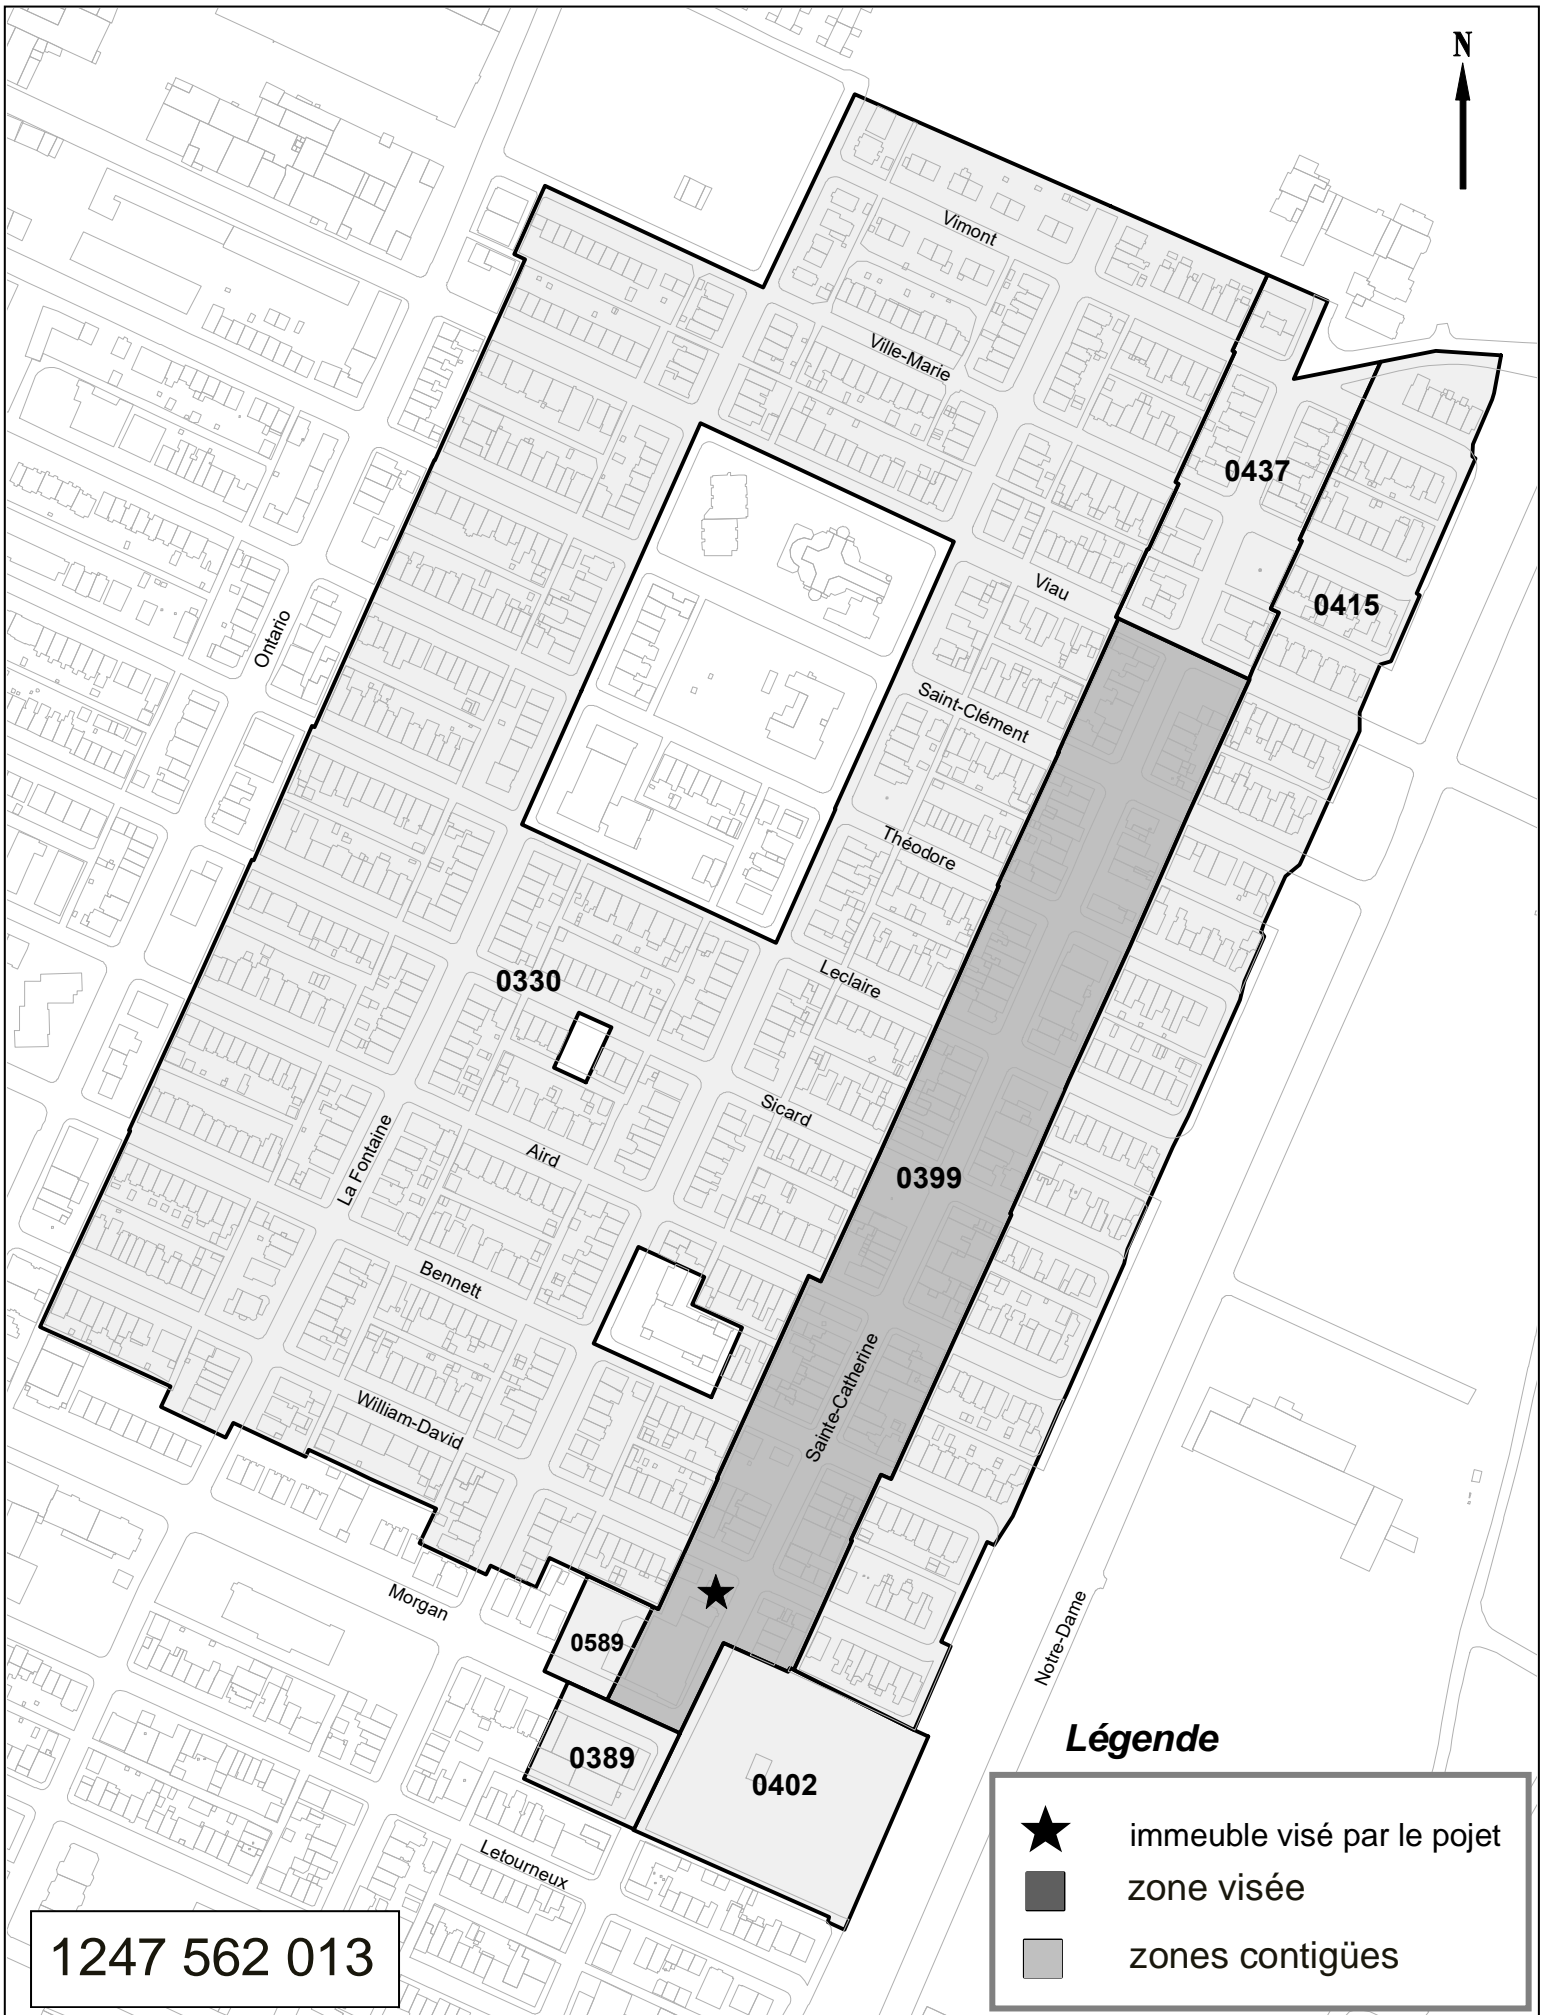 N
Vimont
Ville-Marie
0437
Viau
0415
Ontario
Saint-Clément
Théodore
0330
Leclaire
Sicard
La Fontaine
Aird
0399
Bennett
Sainte-Catherine
William-David
Morgan
0589
Notre-Dame
0389
0402
Letourneux
Légende
immeuble visé par le pojet
zone visée
zones contigües
1247 562 013